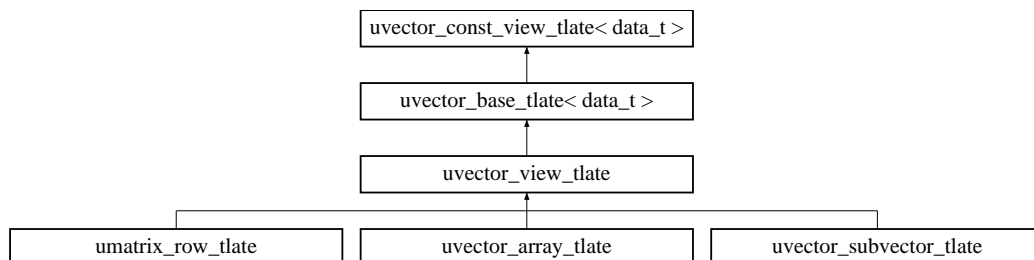 uvector_const_view_tlate< data_t >
uvector_base_tlate< data_t >
uvector_view_tlate
umatrix_row_tlate
uvector_array_tlate
uvector_subvector_tlate